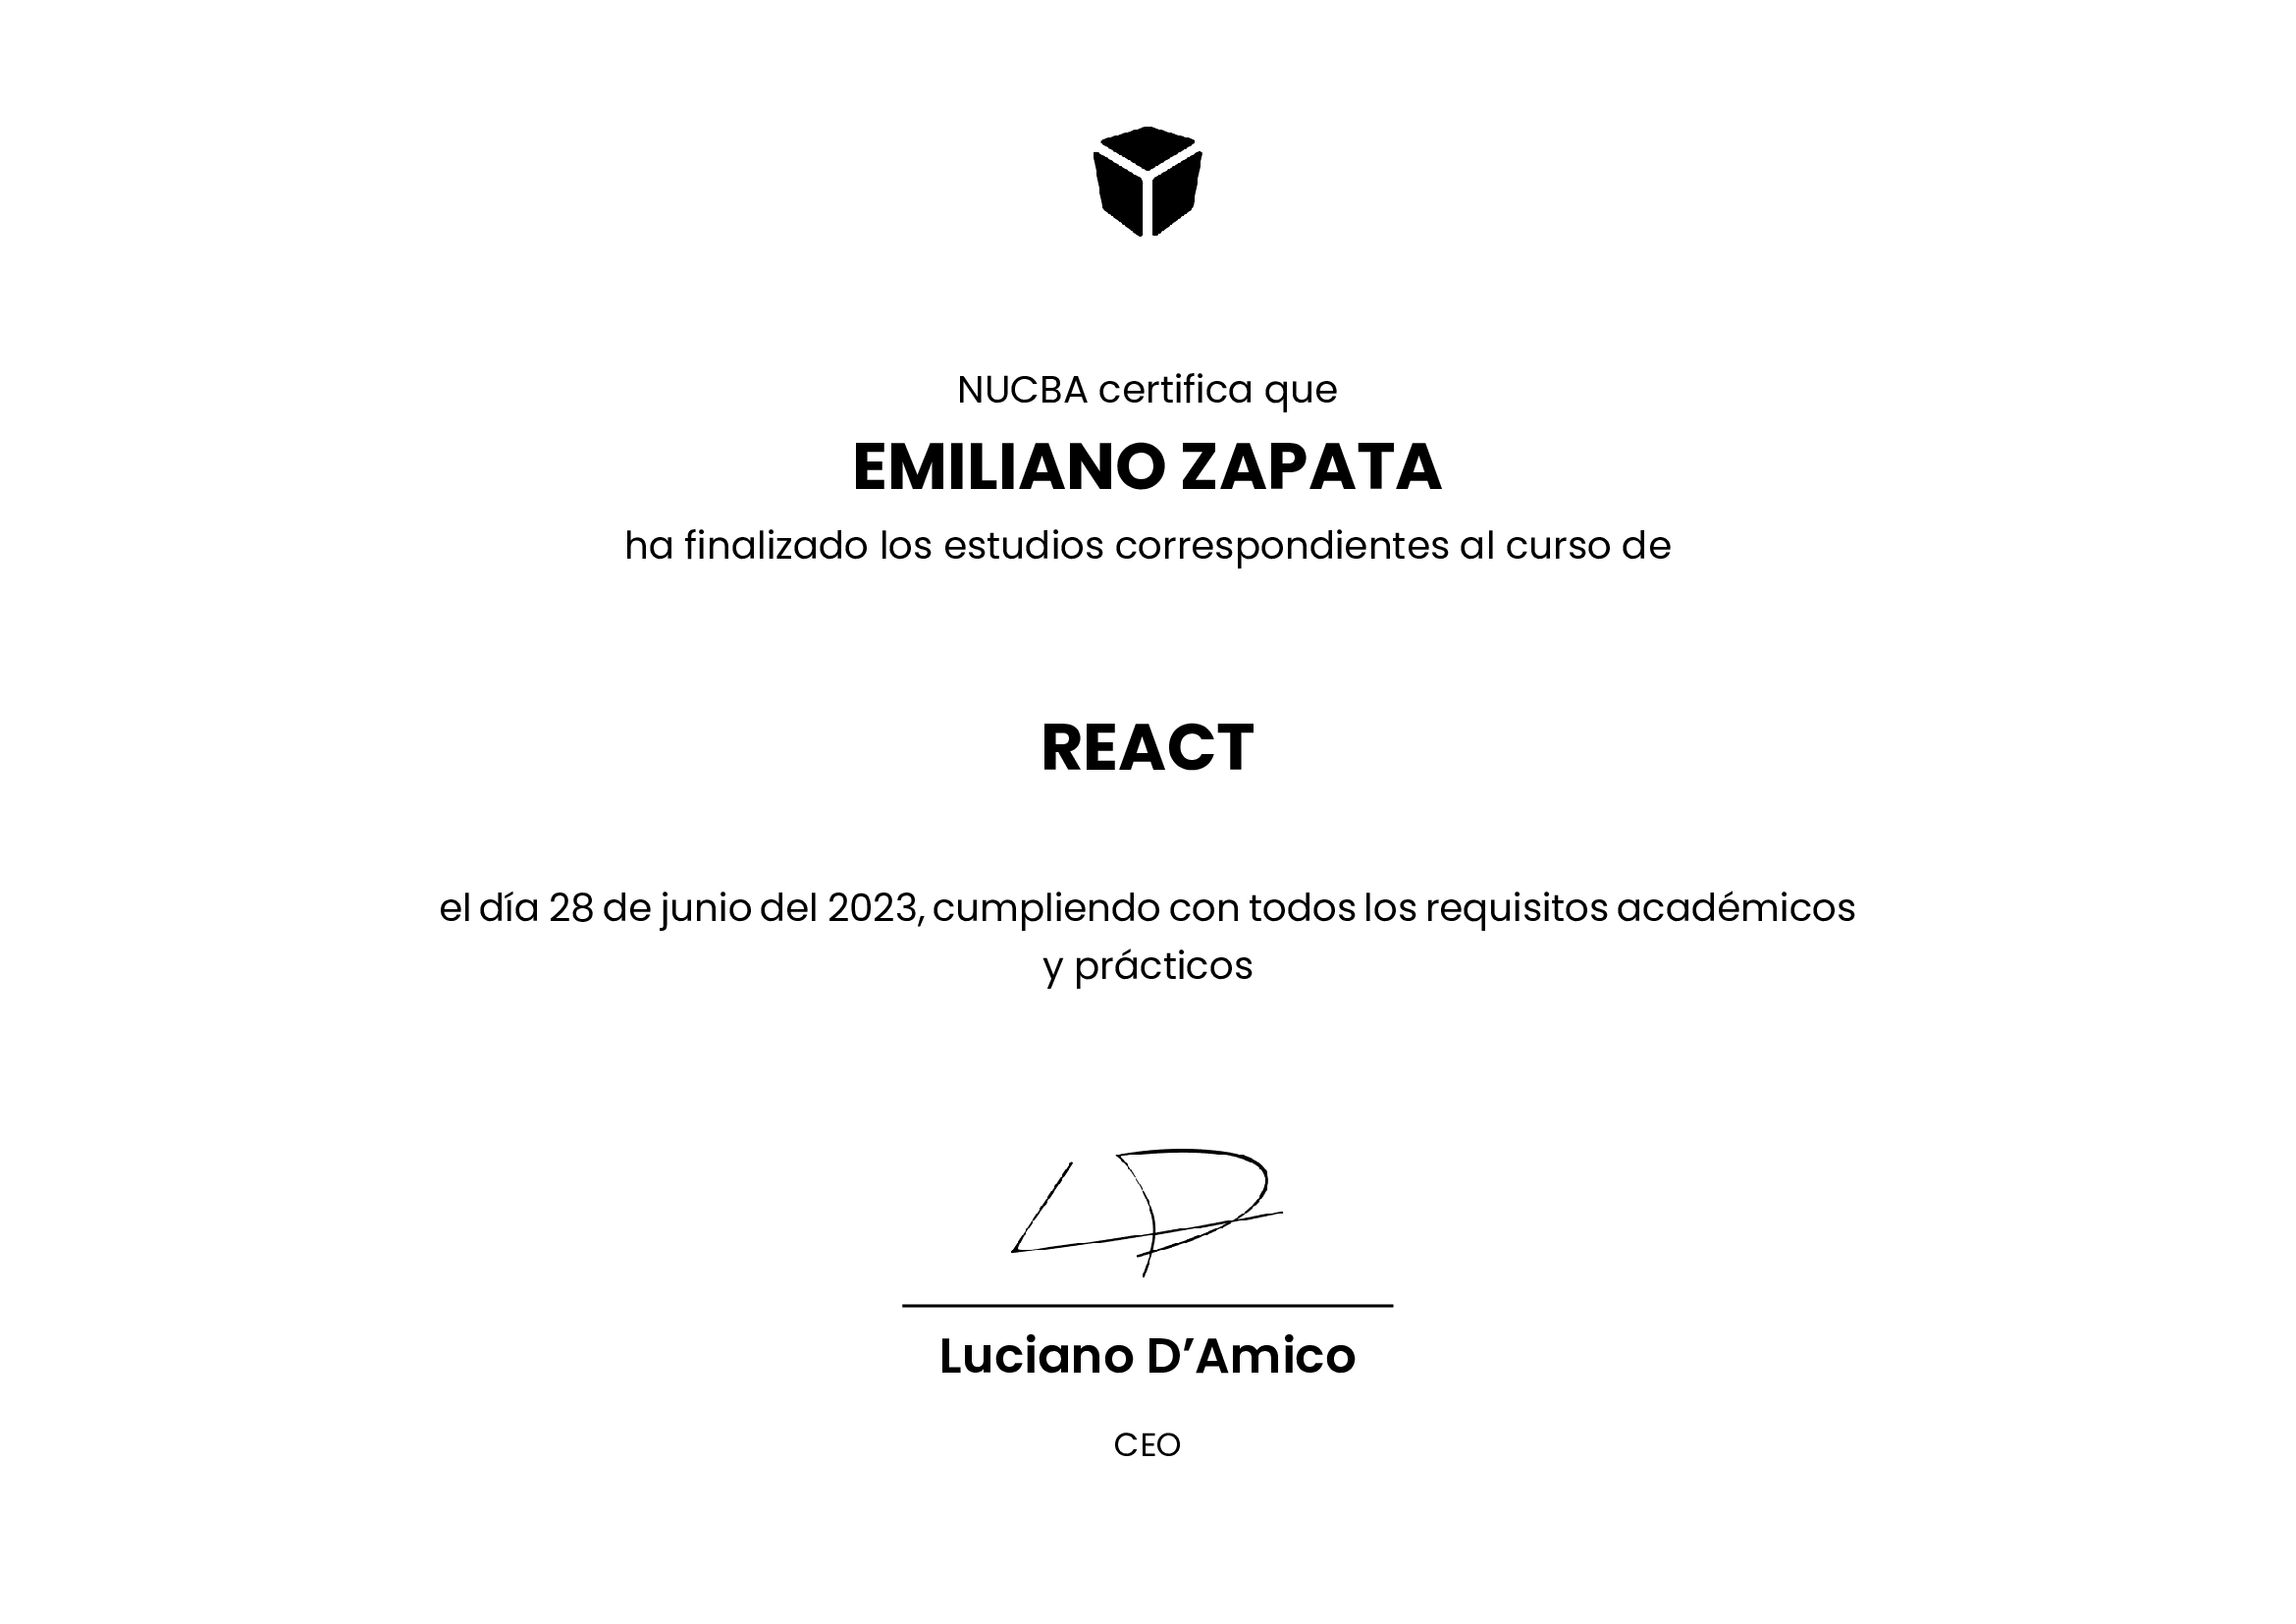 NUCBA certifica que
EMILIANO ZAPATA
ha finalizado los estudios correspondientes al curso de
REACT
el día 28 de junio del 2023, cumpliendo con todos los requisitos académicos
y prácticos
Luciano D’Amico
CEO